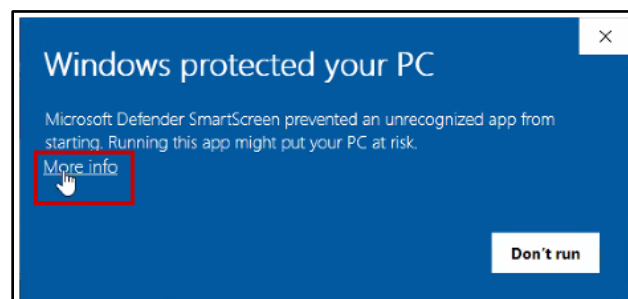 Windows protected your PC
Microsoft Defender SmartScreen prevented an unrecognized app from
starting. Running this app might put your PC at risk.
More info
Don't run